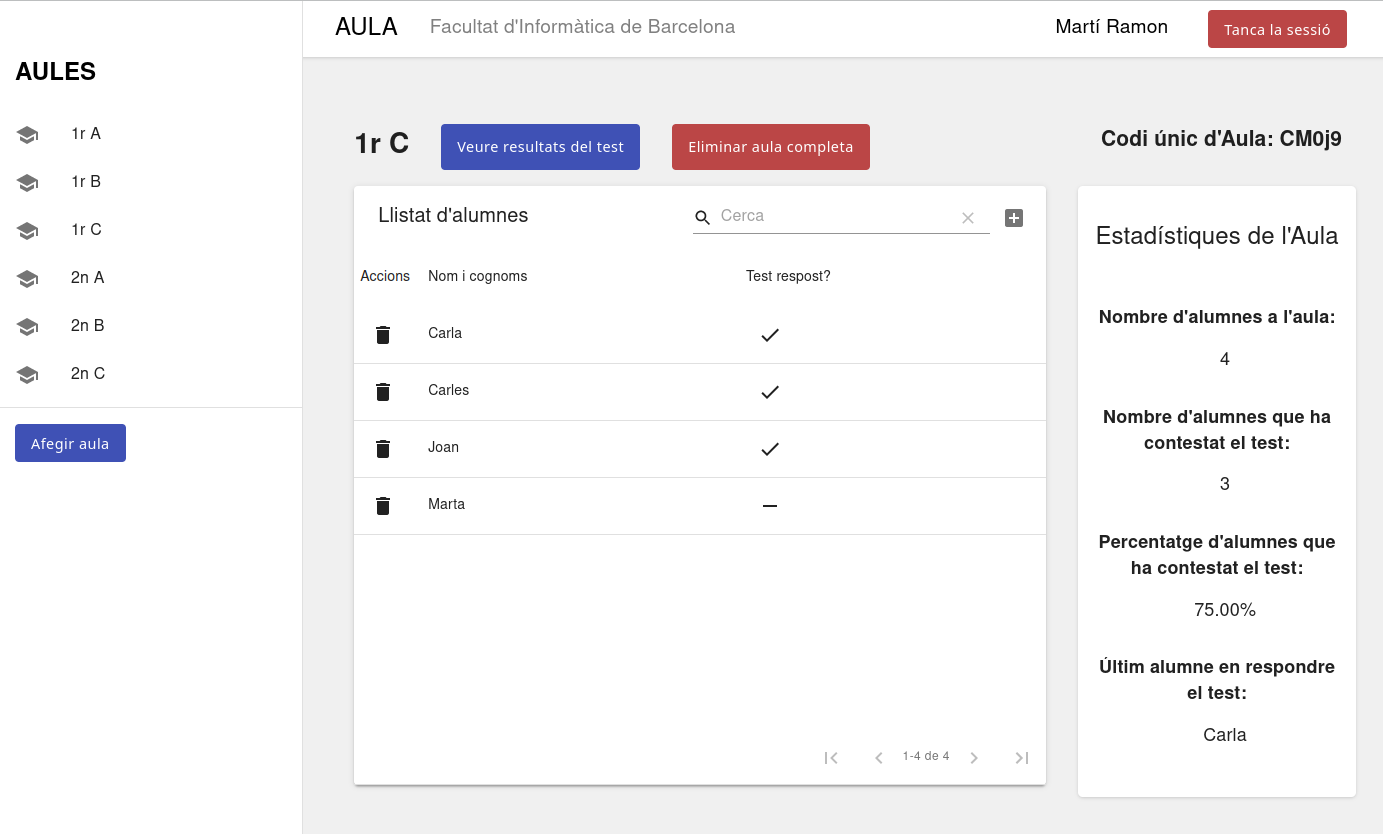 AULA
Facultat d'Informàtica de Barcelona
Martí Ramon
Tanca la sessió
AULES
1r A
1r B
1r C
2n A
2n B
2n C
Afegir aula
1r C
Veure resultats del test
Eliminar aula completa
Codi únic d'Aula: CM0j9
Llistat d'alumnes
Cerca
Accions
Nom i cognoms
Test respost?
Carla
Carles
Joan
Marta
1-4 de 4
Estadístiques de l'Aula
Nombre d'alumnes a l'aula:
4
Nombre d'alumnes que ha
contestat el test:
3
Percentatge d'alumnes que
ha contestat el test:
75.00%
Últim alumne en respondre
el test:
Carla